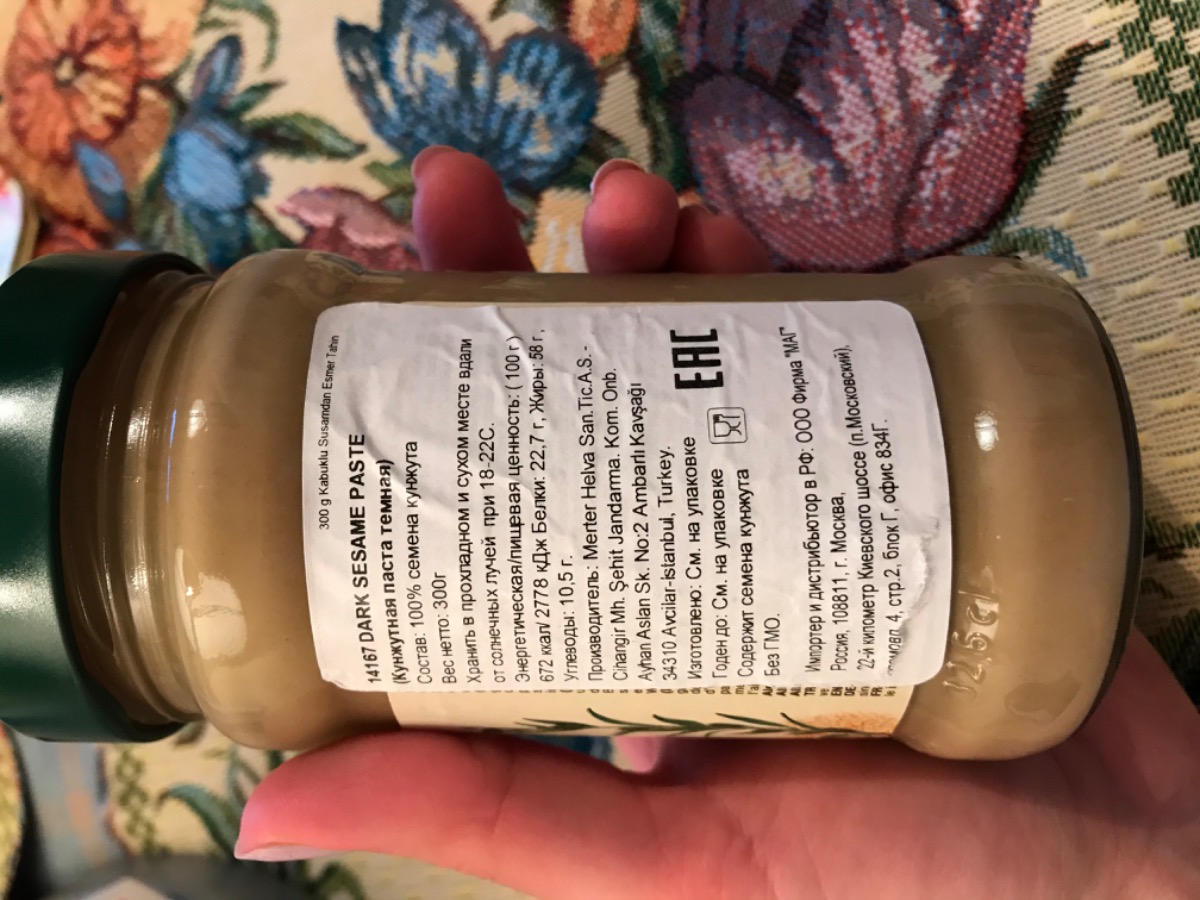 300 g Kabuklu Susamdan Esmer Tahin
14167 DARK SESAME PASTE
(Кунжутная паста темная)
Состав: 100% семена кунжута
Вес нетто: 300г
Хранить в прохладном и сухом месте вдали
от солнечных лучей при 18-22С.
Энергетическая/пищевая ценность: ( 100 г )
672 ккал/ 2778 кДж Белки: 22,7 г, Жиры: 58 г,
Углеводы: 10,5 г.
Производитель: Merter Helva San.Tic.A.S. -
Cihangir Mh. Şehit Jandarma. Kom. Onb.
Ayhan Aslan Sk. No:2 Ambarlı Kavşağı
34310 Avcilar-Istanbul, Turkey.
Изготовлено: См. на упаковке
Годен до: См. на упаковке
Содержит семена кунжута
Без ГМО.
EAC
Импортер и дистрибьютор в РФ: ООО Фирма "МАГ"
Россия, 108811, г. Москва,
22-й километр Киевского шоссе (п.Московский),
4, стр.2, блок Г, офис 834Г.